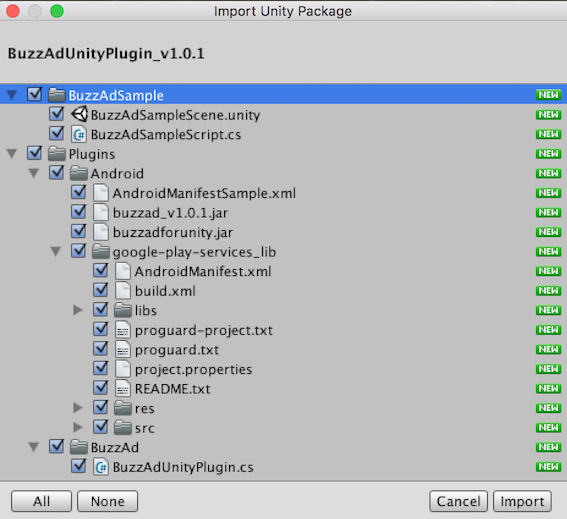 Import Unity Package
BuzzAdUnityPlugin_v1.0.1
BuzzAdSample NEW
BuzzAdSampleScene.unity NEW
C# BuzzAdSampleScript.cs NEW
Plugins NEW
Android NEW
AndroidManifestSample.xml NEW
buzzad_v1.0.1.jar NEW
buzzadforunity.jar NEW
google-play-services_lib NEW
AndroidManifest.xml NEW
build.xml NEW
libs NEW
proguard-project.txt NEW
proguard.txt NEW
project.properties NEW
README.txt NEW
res NEW
src NEW
BuzzAd NEW
C# BuzzAdUnityPlugin.cs NEW
All None Cancel Import